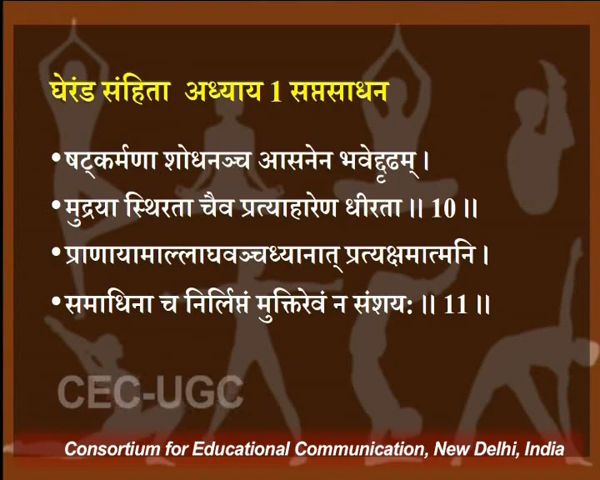 घेरंड संहिता अध्याय 1 सप्तसाधन
•षट्कर्मणा शोधनञ्च आसनेन भवेद्दृढम् ।
•मुद्रया स्थिरता चैव प्रत्याहारेण धीरता ॥ 10 ॥
•प्राणायामाल्लाघवञ्चध्यानात् प्रत्यक्षमात्मनि ।
•समाधिना च निर्लिप्तं मुक्तिरेवं न संशय: ॥ 11 ॥
CEC-UGC
Consortium for Educational Communication, New Delhi, India